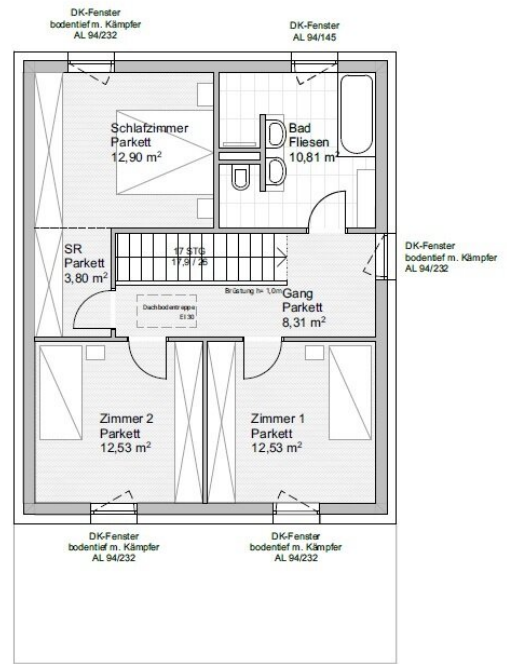 DK-Fenster
bodentief m. Kämpfer
AL 94/232
DK-Fenster
AL 94/145
Schlafzimmer
Parkett
12,90 m²
Bad
Fliesen
10,81 m²
SR
Parkett
3,80 m²
17 STG
17,9 / 25
DK-Fenster
bodentief m. Kämpfer
AL 94/232
Brüstung h= 1,0m
Gang
Parkett
8,31 m²
Dachbodentreppe
EI 30
Zimmer 2
Parkett
12,53 m²
Zimmer 1
Parkett
12,53 m²
DK-Fenster
bodentief m. Kämpfer
AL 94/232
DK-Fenster
bodentief m. Kämpfer
AL 94/232